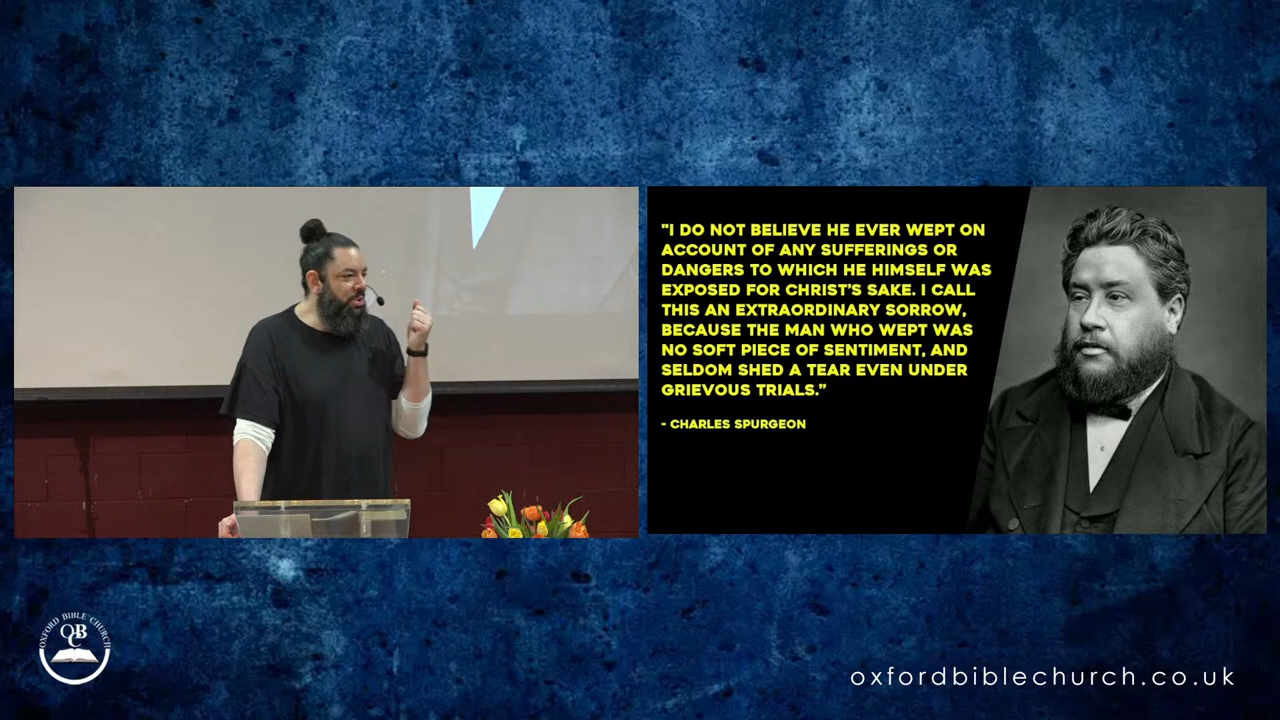 "I DO NOT BELIEVE HE EVER WEPT ON
ACCOUNT OF ANY SUFFERINGS OR
DANGERS TO WHICH HE HIMSELF WAS
EXPOSED FOR CHRIST'S SAKE. I CALL
THIS AN EXTRAORDINARY SORROW,
BECAUSE THE MAN WHO WEPT WAS
NO SOFT PIECE OF SENTIMENT, AND
SELDOM SHED A TEAR EVEN UNDER
GRIEVOUS TRIALS."
- CHARLES SPURGEON
OXFORD BIBLE CHURCH
OBC
oxfordbiblechurch.co.uk